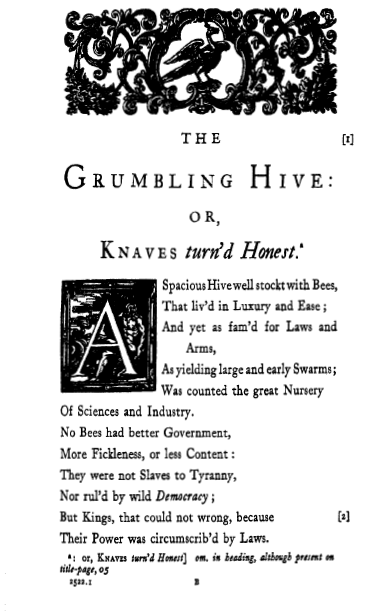 THE [1]
GRUMBLING HIVE:
OR,
KNAVES turn'd Honest.ᵃ
A Spacious Hive well stockt with Bees,
That liv'd in Luxury and Ease;
And yet as fam'd for Laws and
Arms,
As yielding large and early Swarms;
Was counted the great Nursery
Of Sciences and Industry.
No Bees had better Government,
More Fickleness, or less Content:
They were not Slaves to Tyranny,
Nor rul'd by wild Democracy;
But Kings, that could not wrong, because [2]
Their Power was circumscrib'd by Laws.
ᵃ: or, KNAVES turn'd Honest] om. in heading, although present on
title-page, 05
2522.1 B